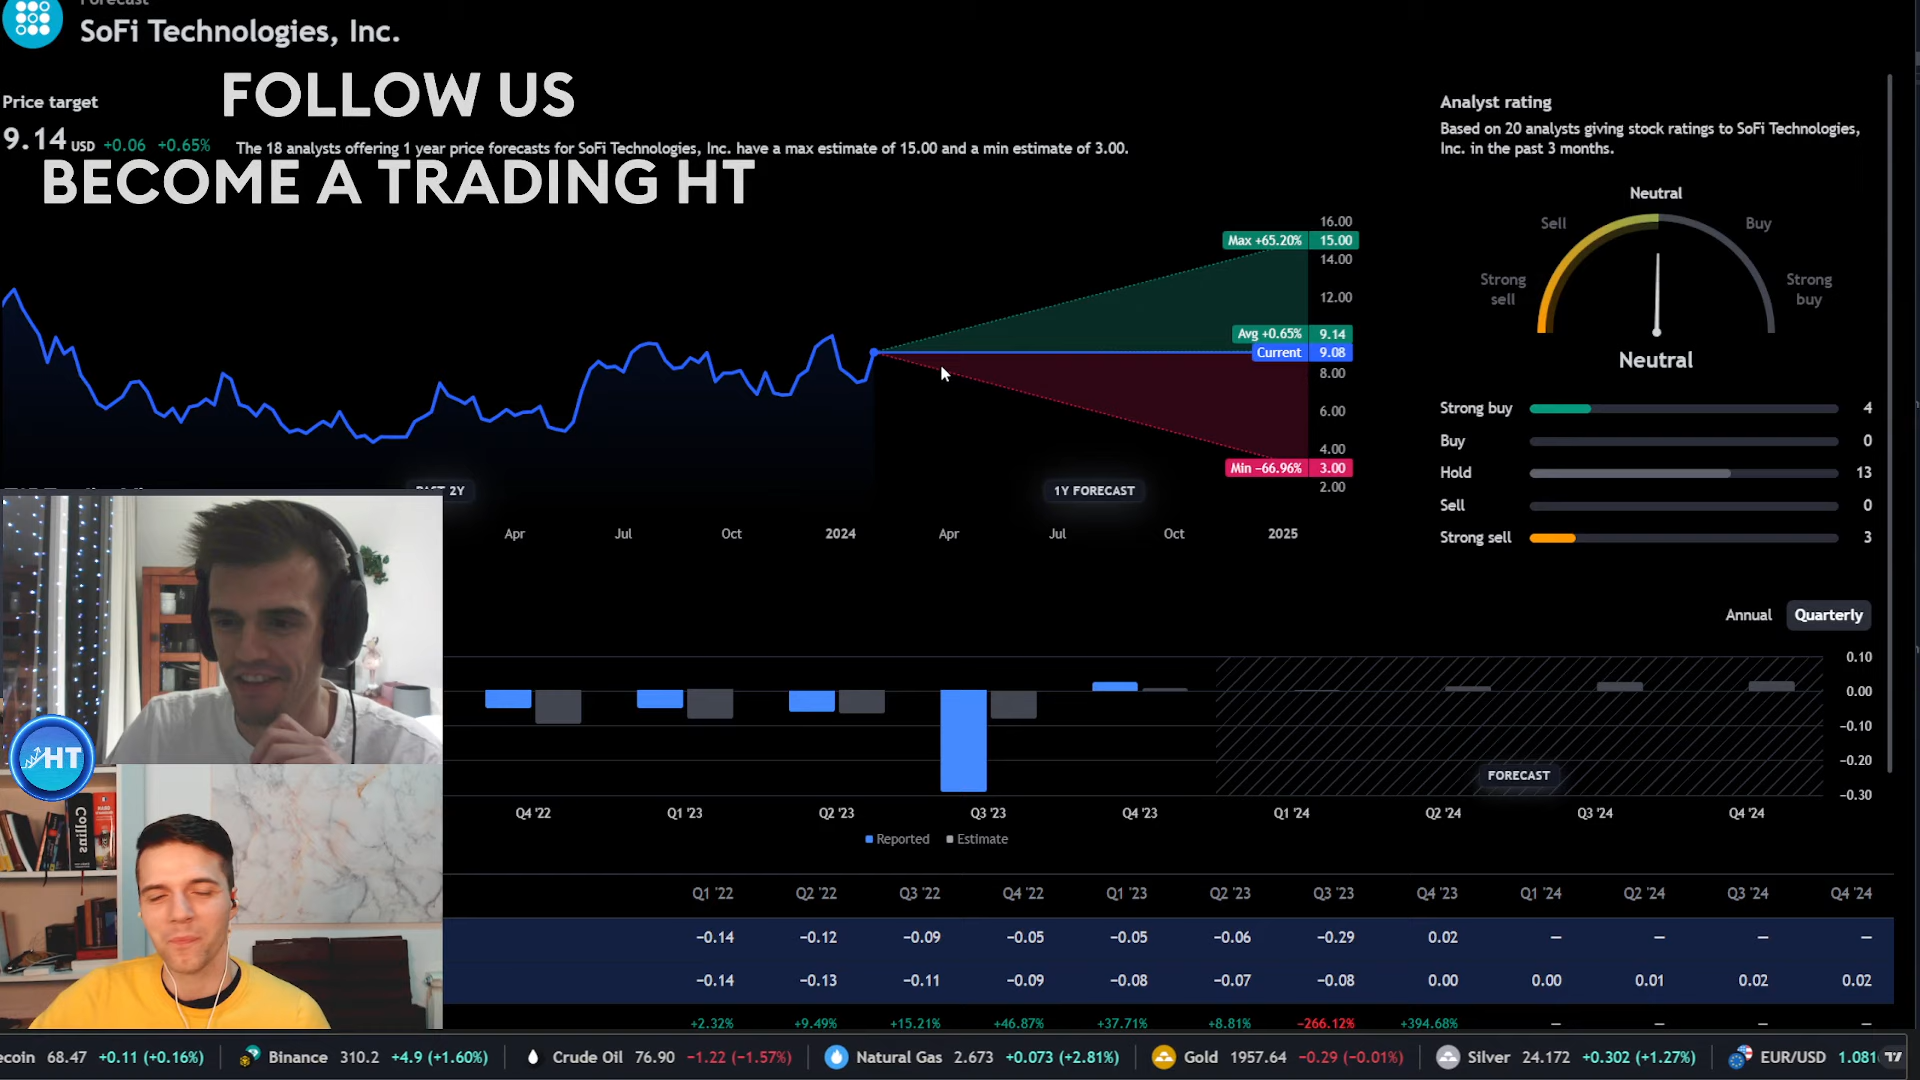 Forecast
SoFi Technologies, Inc.
FOLLOW US
Price target
9.14 USD +0.06 +0.65%
The 18 analysts offering 1 year price forecasts for SoFi Technologies, Inc. have a max estimate of 15.00 and a min estimate of 3.00.
BECOME A TRADING HT
Analyst rating
Based on 20 analysts giving stock ratings to SoFi Technologies,
Inc. in the past 3 months.
Neutral
Sell
Buy
Strong
sell
Strong
buy
Neutral
16.00
Max +65.20% 15.00
14.00
12.00
Avg +0.65% 9.14
Current 9.08
8.00
6.00
4.00
Min −66.96% 3.00
2.00
PAST 2Y
1Y FORECAST
Apr Jul Oct 2024 Apr Jul Oct 2025
Strong buy 4
Buy 0
Hold 13
Sell 0
Strong sell 3
Annual Quarterly
0.10
0.00
−0.10
−0.20
−0.30
FORECAST
Q4 '22 Q1 '23 Q2 '23 Q3 '23 Q4 '23 Q1 '24 Q2 '24 Q3 '24 Q4 '24
Reported Estimate
HT
Collins
Q1 '22 Q2 '22 Q3 '22 Q4 '22 Q1 '23 Q2 '23 Q3 '23 Q4 '23 Q1 '24 Q2 '24 Q3 '24 Q4 '24
−0.14 −0.12 −0.09 −0.05 −0.05 −0.06 −0.29 0.02 — — — —
−0.14 −0.13 −0.11 −0.09 −0.08 −0.07 −0.08 0.00 0.00 0.01 0.02 0.02
+2.32% +9.49% +15.21% +46.87% +37.71% +8.81% −266.12% +394.68% — — — —
ecoin 68.47 +0.11 (+0.16%) Binance 310.2 +4.9 (+1.60%) Crude Oil 76.90 −1.22 (−1.57%) Natural Gas 2.673 +0.073 (+2.81%) Gold 1957.64 −0.29 (−0.01%) Silver 24.172 +0.302 (+1.27%) EUR/USD 1.081